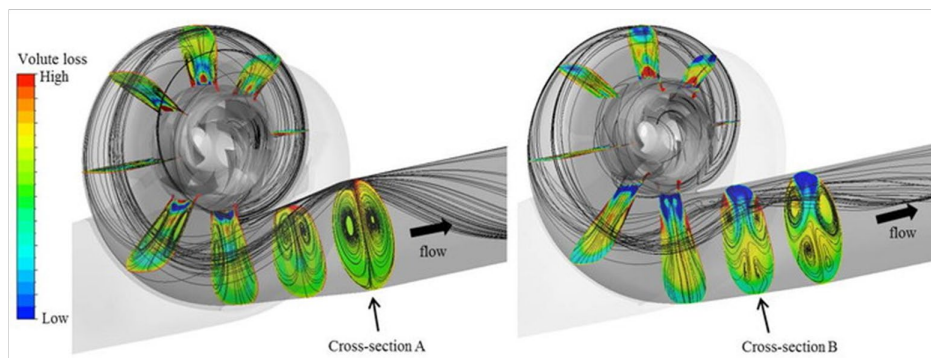 Volute loss
High
Low
flow
Cross-section A
flow
Cross-section B